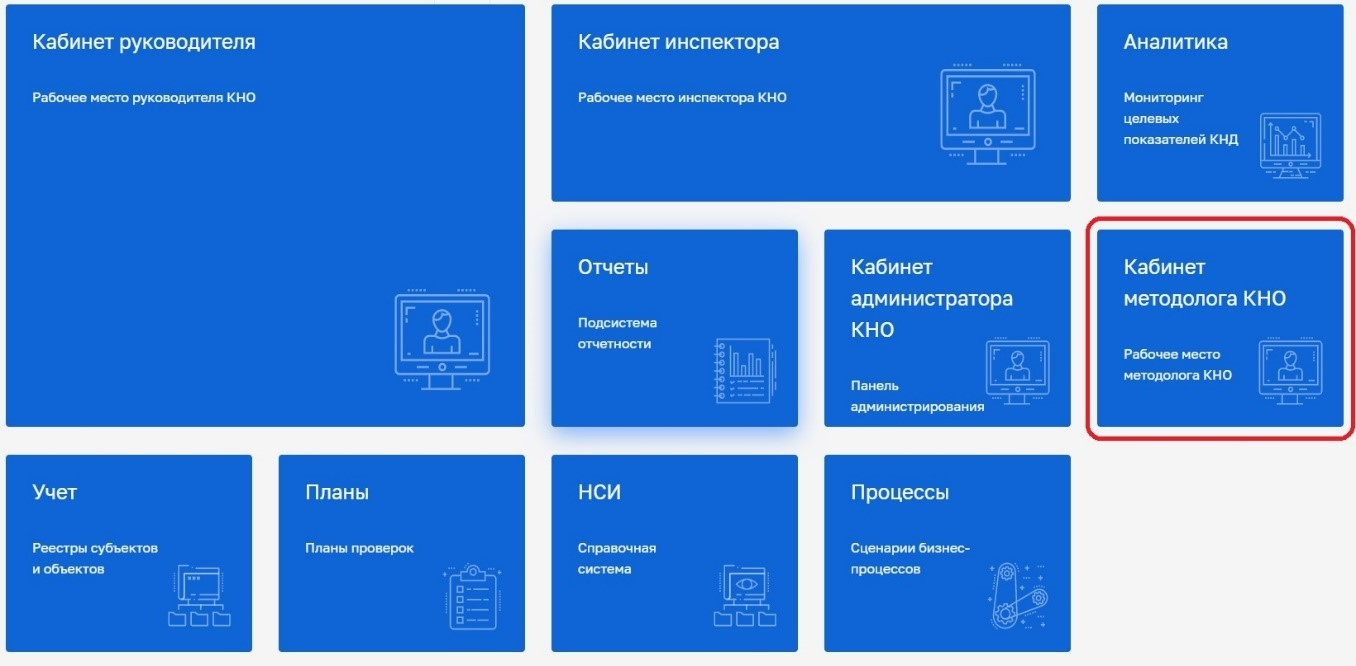 Кабинет руководителя
Рабочее место руководителя КНО
Кабинет инспектора
Рабочее место инспектора КНО
Аналитика
Мониторинг
целевых
показателей КНД
Отчеты
Подсистема
отчетности
Кабинет
администратора
КНО
Панель
администрирования
Кабинет
методолога КНО
Рабочее место
методолога КНО
Учет
Реестры субъектов
и объектов
Планы
Планы проверок
НСИ
Справочная
система
Процессы
Сценарии бизнес-
процессов